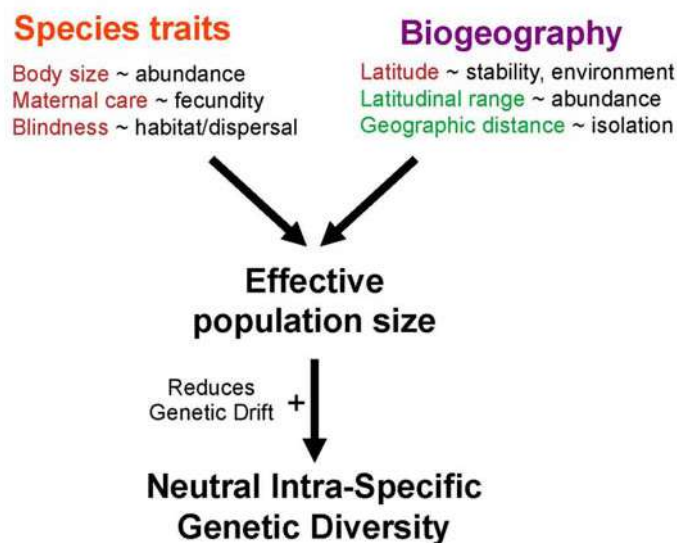 Species traits
Body size ~ abundance
Maternal care ~ fecundity
Blindness ~ habitat/dispersal
Biogeography
Latitude ~ stability, environment
Latitudinal range ~ abundance
Geographic distance ~ isolation
Effective
population size
Reduces
Genetic Drift
+
Neutral Intra-Specific
Genetic Diversity